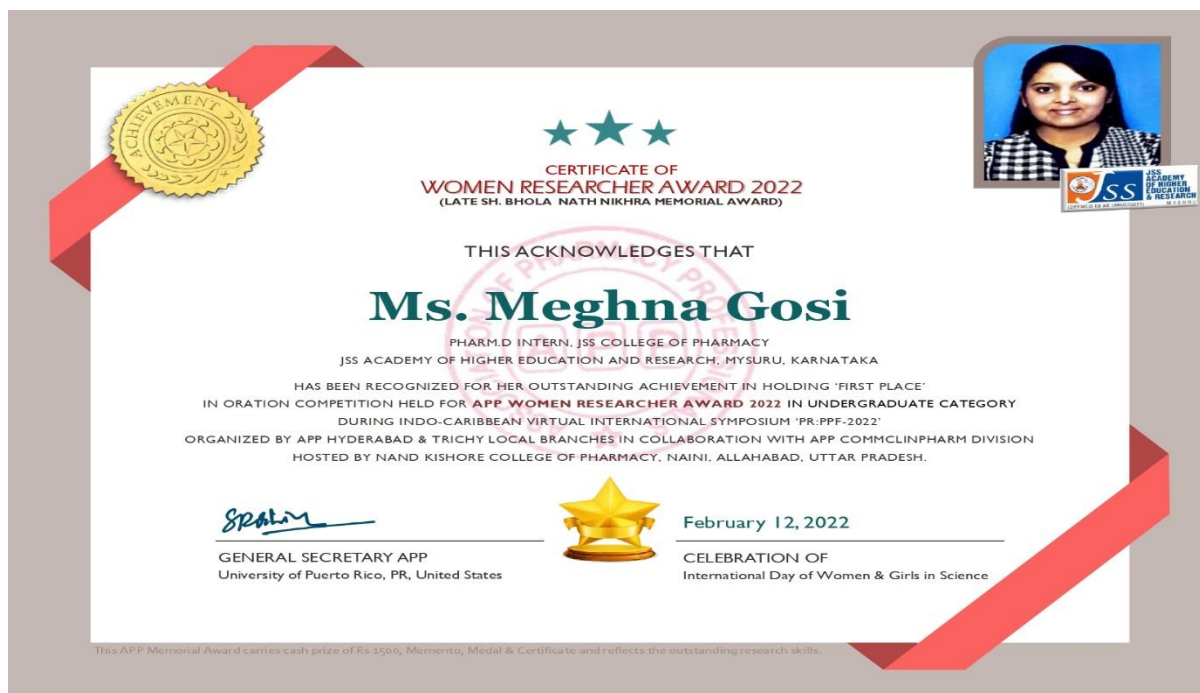 ACHIEVEMENT
JSS
JSS
ACADEMY
OF HIGHER
EDUCATION
& RESEARCH
MYSURU
CERTIFICATE OF
WOMEN RESEARCHER AWARD 2022
(LATE SH. BHOLA NATH NIKHRA MEMORIAL AWARD)
THIS ACKNOWLEDGES THAT
Ms. Meghna Gosi
ASSOCIATION OF PHARMACY PROFESSIONALS
APP
PHARM.D INTERN, JSS COLLEGE OF PHARMACY
JSS ACADEMY OF HIGHER EDUCATION AND RESEARCH, MYSURU, KARNATAKA
HAS BEEN RECOGNIZED FOR HER OUTSTANDING ACHIEVEMENT IN HOLDING ‘FIRST PLACE’
IN ORATION COMPETITION HELD FOR APP WOMEN RESEARCHER AWARD 2022 IN UNDERGRADUATE CATEGORY
DURING INDO-CARIBBEAN VIRTUAL INTERNATIONAL SYMPOSIUM ‘PR:PPF-2022’
ORGANIZED BY APP HYDERABAD & TRICHY LOCAL BRANCHES IN COLLABORATION WITH APP COMMCLINPHARM DIVISION
HOSTED BY NAND KISHORE COLLEGE OF PHARMACY, NAINI, ALLAHABAD, UTTAR PRADESH.
February 12, 2022
GENERAL SECRETARY APP
University of Puerto Rico, PR, United States
CELEBRATION OF
International Day of Women & Girls in Science
This APP Memorial Award carries cash prize of Rs 1500, Memento, Medal & Certificate and reflects the outstanding research skills.